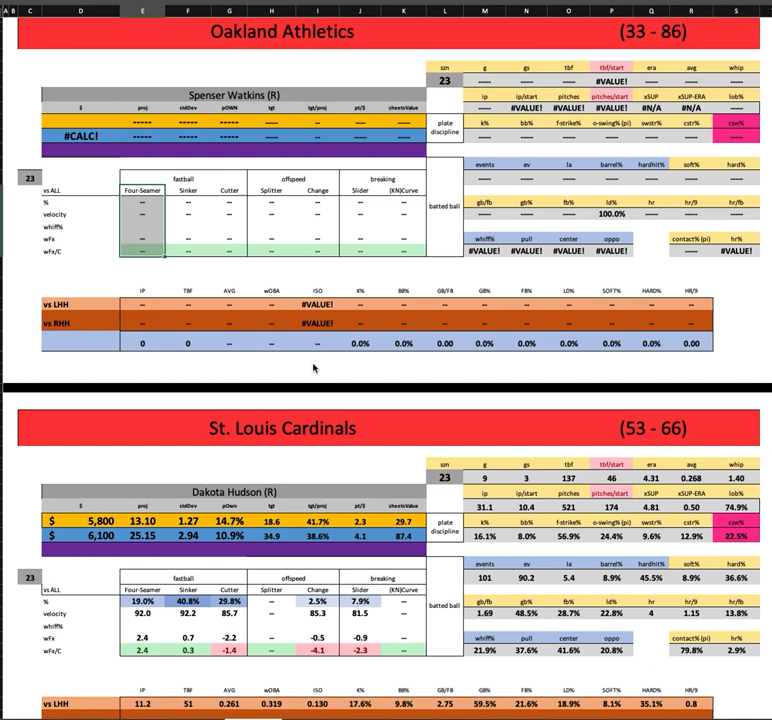 A B C D E F G H I J K L M N O P Q R S
Oakland Athletics (33 - 86)
szn g gs tbf tbf/start era avg whip
23 ----- ----- ----- #VALUE! ----- ----- -----
Spenser Watkins (R) ip ip/start pitches pitches/start xSUP xSUP-ERA lob%
$ proj stdDev pOWN tgt tgt/proj pt/$ sheetsValue ----- #VALUE! #VALUE! #VALUE! #N/A #N/A -----
----- ----- ----- ----- ----- ----- ----- plate discipline k% bb% f-strike% o-swing% (pi) swstr% cstr% csw%
#CALC! ----- ----- ----- ----- ----- ----- ----- ----- ----- ----- ----- ----- ----- -----
events ev la barrel% hardhit% soft% hard%
23 fastball offspeed breaking ----- ----- ----- ----- ----- ----- -----
vs ALL Four-Seamer Sinker Cutter Splitter Change Slider (KN)Curve
% -- -- -- -- -- -- -- batted ball gb/fb gb% fb% ld% hr hr/9 hr/fb
velocity -- -- -- -- -- -- -- ----- ----- ----- 100.0% ----- ----- -----
whiff%
wFx -- -- -- -- -- -- -- whiff% pull center oppo contact% (pi) hr%
wFx/C -- -- -- -- -- -- -- #VALUE! #VALUE! #VALUE! #VALUE! ----- #VALUE!
IP TBF AVG wOBA ISO K% BB% GB/FB GB% FB% LD% SOFT% HARD% HR/9
vs LHH -- -- -- -- #VALUE! -- -- -- -- -- -- -- -- --
vs RHH -- -- -- -- #VALUE! -- -- -- -- -- -- -- -- --
0 0 -- -- -- 0.0% 0.0% 0.00 0.0% 0.0% 0.0% 0.0% 0.0% 0.00
St. Louis Cardinals (53 - 66)
szn g gs tbf tbf/start era avg whip
23 9 3 137 46 4.31 0.268 1.40
Dakota Hudson (R) ip ip/start pitches pitches/start xSUP xSUP-ERA lob%
$ proj stdDev pOwn tgt tgt/proj pt/$ sheetsValue 31.1 10.4 521 174 4.81 0.50 74.9%
$ 5,800 13.10 1.27 14.7% 18.6 41.7% 2.3 29.7 plate discipline k% bb% f-strike% o-swing% (pi) swstr% cstr% csw%
$ 6,100 25.15 2.94 10.9% 34.9 38.6% 4.1 87.4 16.1% 8.0% 56.9% 24.4% 9.6% 12.9% 22.5%
events ev la barrel% hardhit% soft% hard%
23 fastball offspeed breaking 101 90.2 5.4 8.9% 45.5% 8.9% 36.6%
vs ALL Four-Seamer Sinker Cutter Splitter Change Slider (KN)Curve
% 19.0% 40.8% 29.8% -- 2.5% 7.9% -- batted ball gb/fb gb% fb% ld% hr hr/9 hr/fb
velocity 92.0 92.2 85.7 -- 85.3 81.5 -- 1.69 48.5% 28.7% 22.8% 4 1.15 13.8%
whiff%
wFx 2.4 0.7 -2.2 -- -0.5 -0.9 -- whiff% pull center oppo contact% (pi) hr%
wFx/C 2.4 0.3 -1.4 -- -4.1 -2.3 -- 21.9% 37.6% 41.6% 20.8% 79.8% 2.9%
IP TBF AVG wOBA ISO K% BB% GB/FB GB% FB% LD% SOFT% HARD% HR/9
vs LHH 11.2 51 0.261 0.319 0.130 17.6% 9.8% 2.75 59.5% 21.6% 18.9% 8.1% 35.1% 0.8